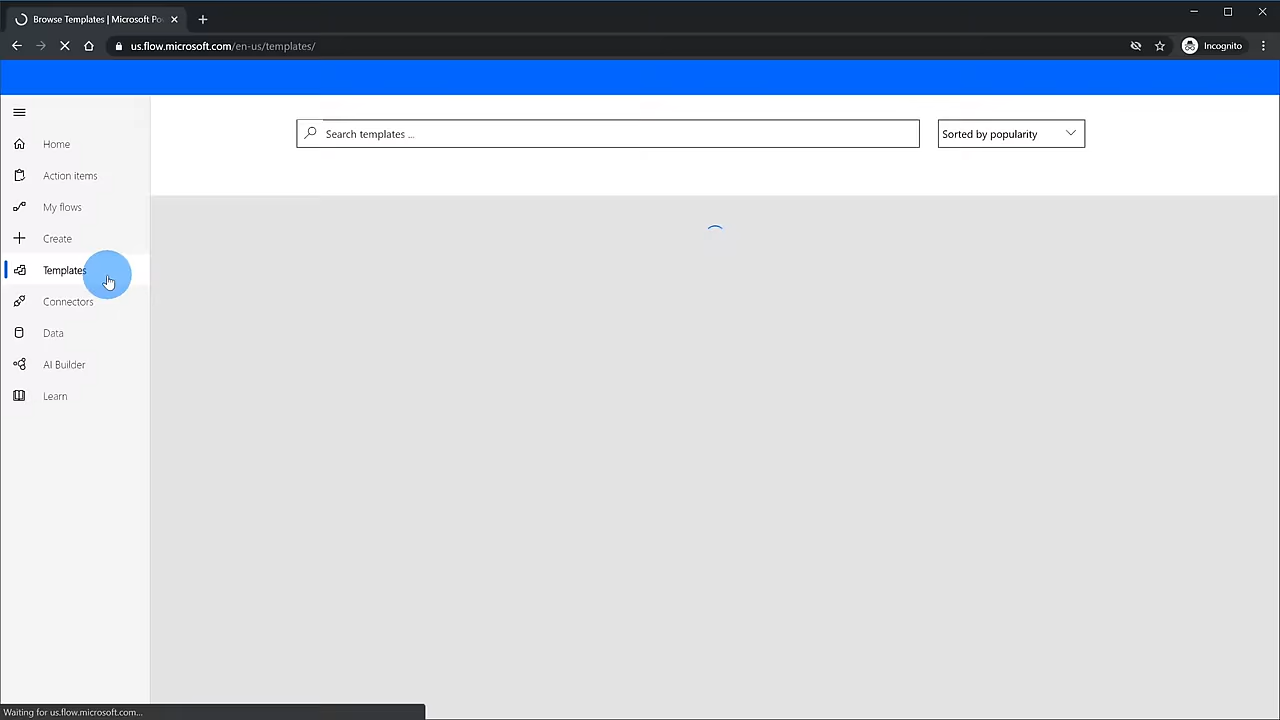 Browse Templates | Microsoft Po
us.flow.microsoft.com/en-us/templates/
Incognito
Search templates ...
Sorted by popularity
Home
Action items
My flows
Create
Templates
Connectors
Data
AI Builder
Learn
Waiting for us.flow.microsoft.com...